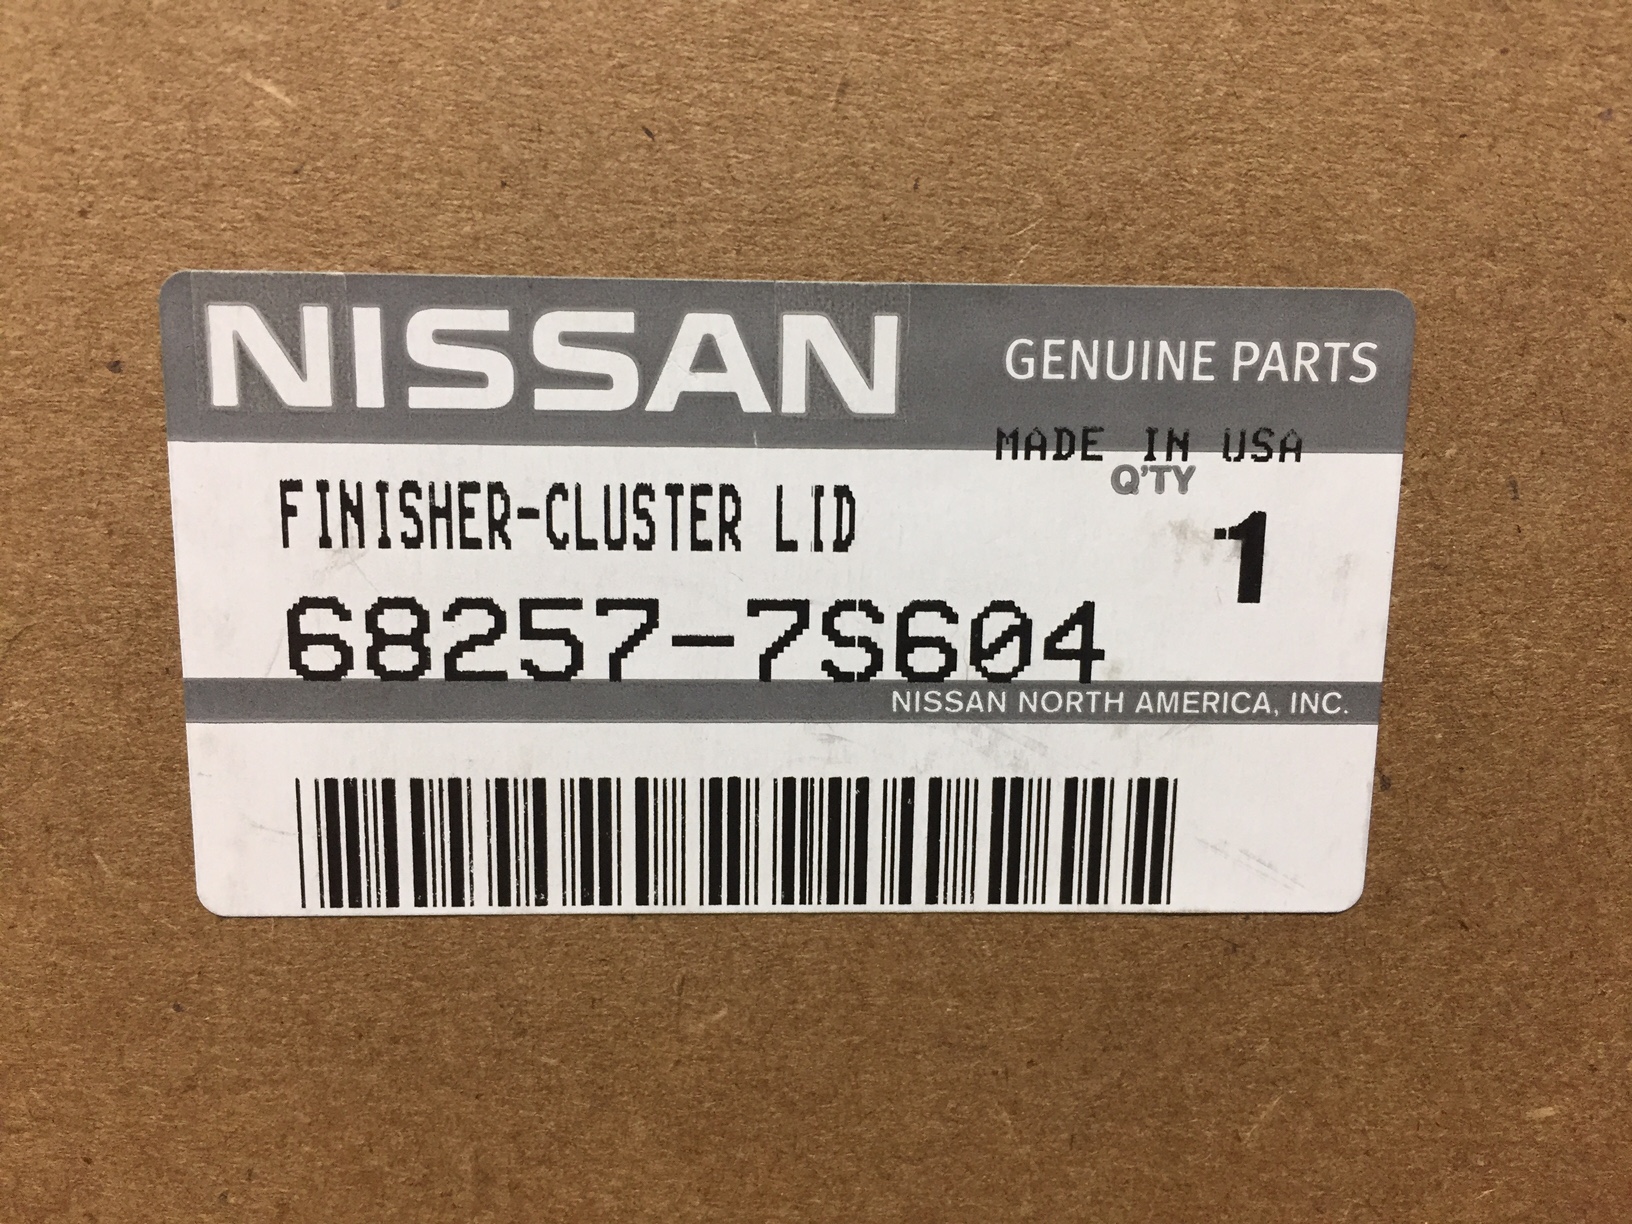 NISSAN
GENUINE PARTS
MADE IN USA
Q'TY
FINISHER-CLUSTER LID
1
68257-7S604
NISSAN NORTH AMERICA, INC.